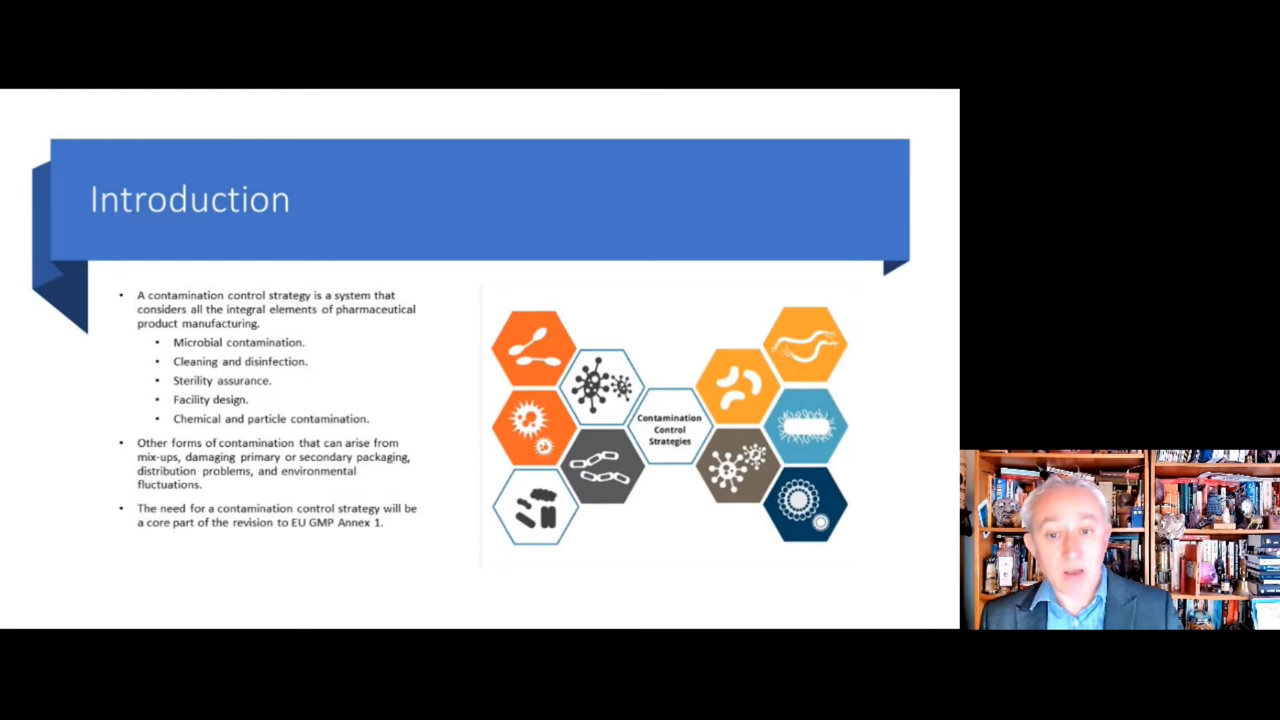 Introduction
• A contamination control strategy is a system that
considers all the integral elements of pharmaceutical
product manufacturing.
• Microbial contamination.
• Cleaning and disinfection.
• Sterility assurance.
• Facility design.
• Chemical and particle contamination.
• Other forms of contamination that can arise from
mix-ups, damaging primary or secondary packaging,
distribution problems, and environmental
fluctuations.
• The need for a contamination control strategy will be
a core part of the revision to EU GMP Annex 1.
Contamination
Control
Strategies